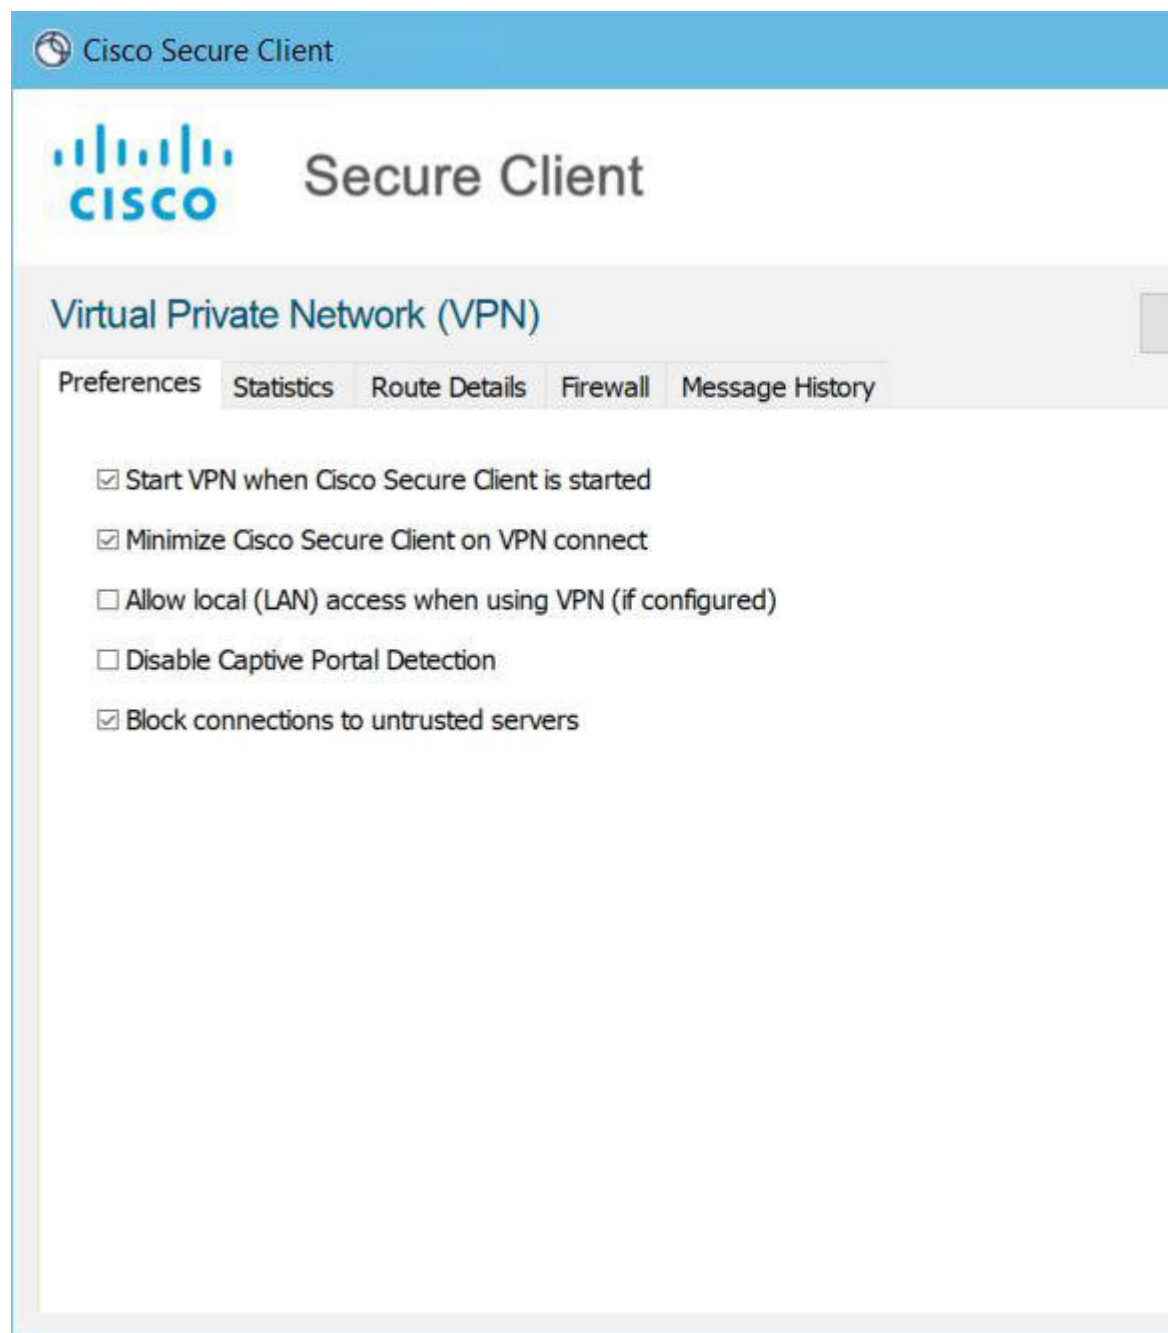 Cisco Secure Client
CISCO
Secure Client
Virtual Private Network (VPN)
Preferences
Statistics
Route Details
Firewall
Message History
Start VPN when Cisco Secure Client is started
Minimize Cisco Secure Client on VPN connect
Allow local (LAN) access when using VPN (if configured)
Disable Captive Portal Detection
Block connections to untrusted servers